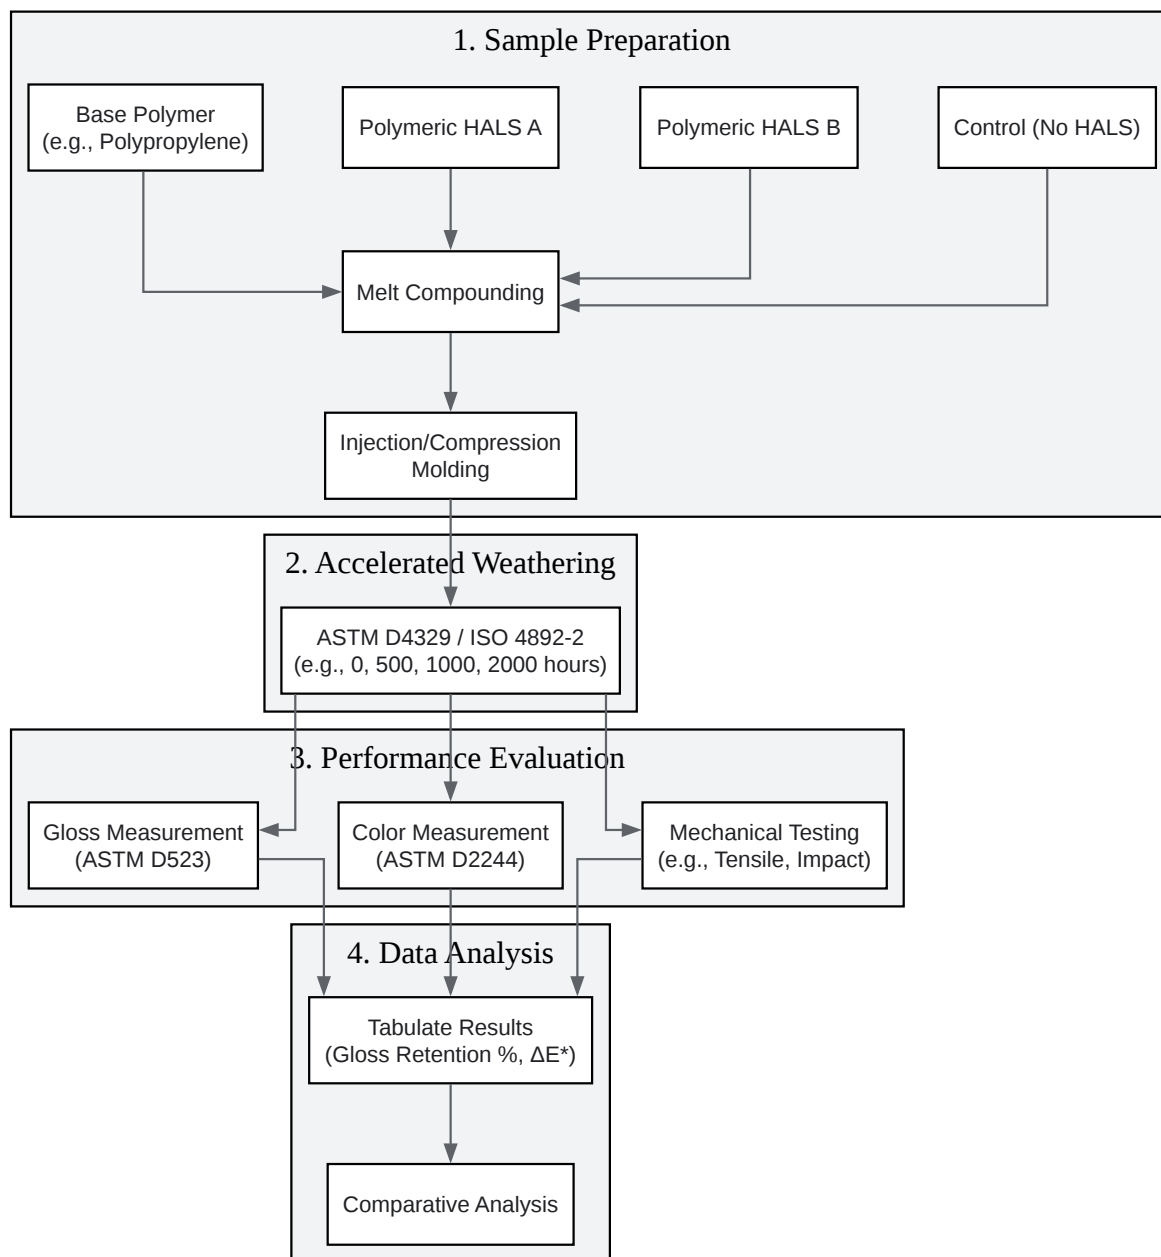 1. Sample Preparation
Base Polymer
(e.g., Polypropylene)
Polymeric HALS A
Polymeric HALS B
Control (No HALS)
Melt Compounding
Injection/Compression
Molding
2. Accelerated Weathering
ASTM D4329 / ISO 4892-2
(e.g., 0, 500, 1000, 2000 hours)
3. Performance Evaluation
Gloss Measurement
(ASTM D523)
Color Measurement
(ASTM D2244)
Mechanical Testing
(e.g., Tensile, Impact)
4. Data Analysis
Tabulate Results
(Gloss Retention %, ΔE*)
Comparative Analysis